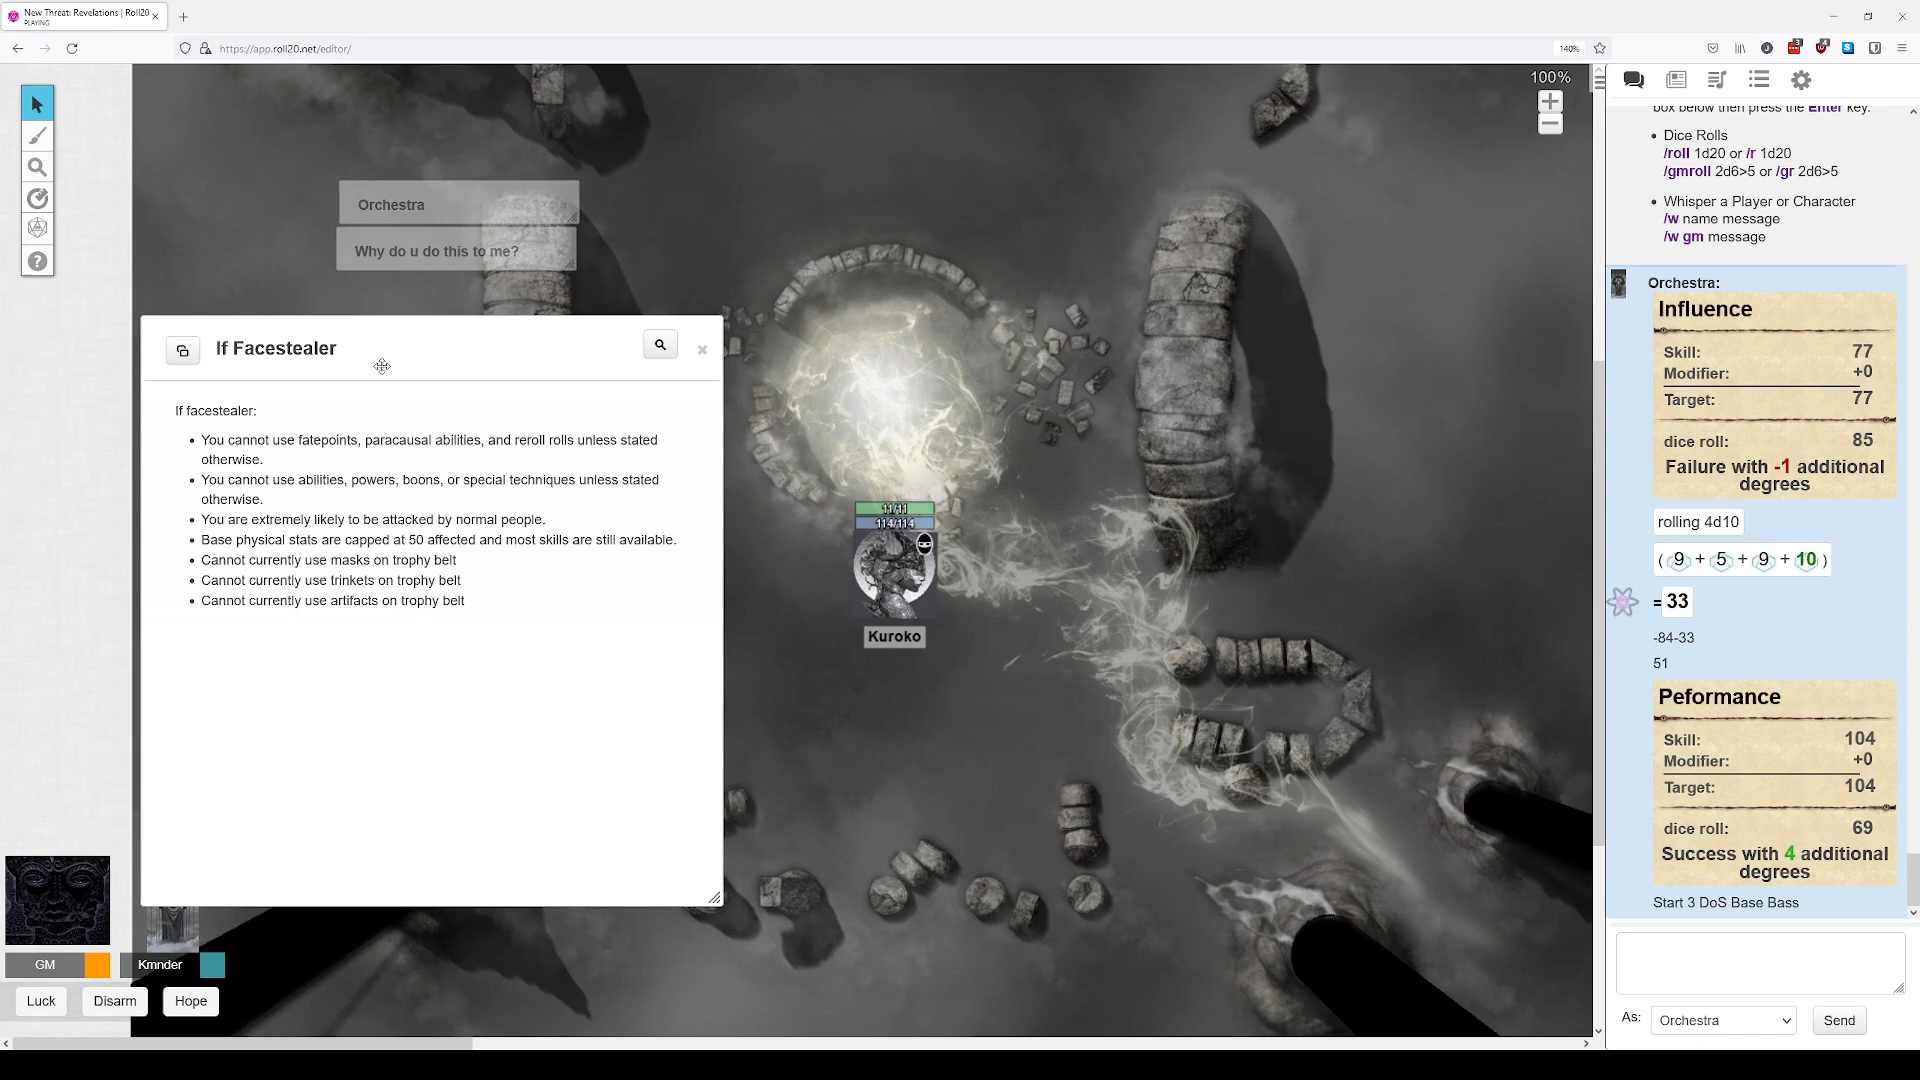 New Threat: Revelations | Roll20
PLAYING
https://app.roll20.net/editor/
140%
3
4
100%
Orchestra
Why do u do this to me?
If Facestealer
If facestealer:
• You cannot use fatepoints, paracausal abilities, and reroll rolls unless stated
otherwise.
• You cannot use abilities, powers, boons, or special techniques unless stated
otherwise.
• You are extremely likely to be attacked by normal people.
• Base physical stats are capped at 50 affected and most skills are still available.
• Cannot currently use masks on trophy belt
• Cannot currently use trinkets on trophy belt
• Cannot currently use artifacts on trophy belt
11/11
114/114
Kuroko
GM
Kmnder
Luck
Disarm
Hope
box below then press the Enter key.
• Dice Rolls
/roll 1d20 or /r 1d20
/gmroll 2d6>5 or /gr 2d6>5
• Whisper a Player or Character
/w name message
/w gm message
Orchestra:
Influence
Skill: 77
Modifier: +0
Target: 77
dice roll: 85
Failure with -1 additional
degrees
rolling 4d10
(9 + 5 + 9 + 10)
=33
-84-33
51
Peformance
Skill: 104
Modifier: +0
Target: 104
dice roll: 69
Success with 4 additional
degrees
Start 3 DoS Base Bass
As: Orchestra
Send